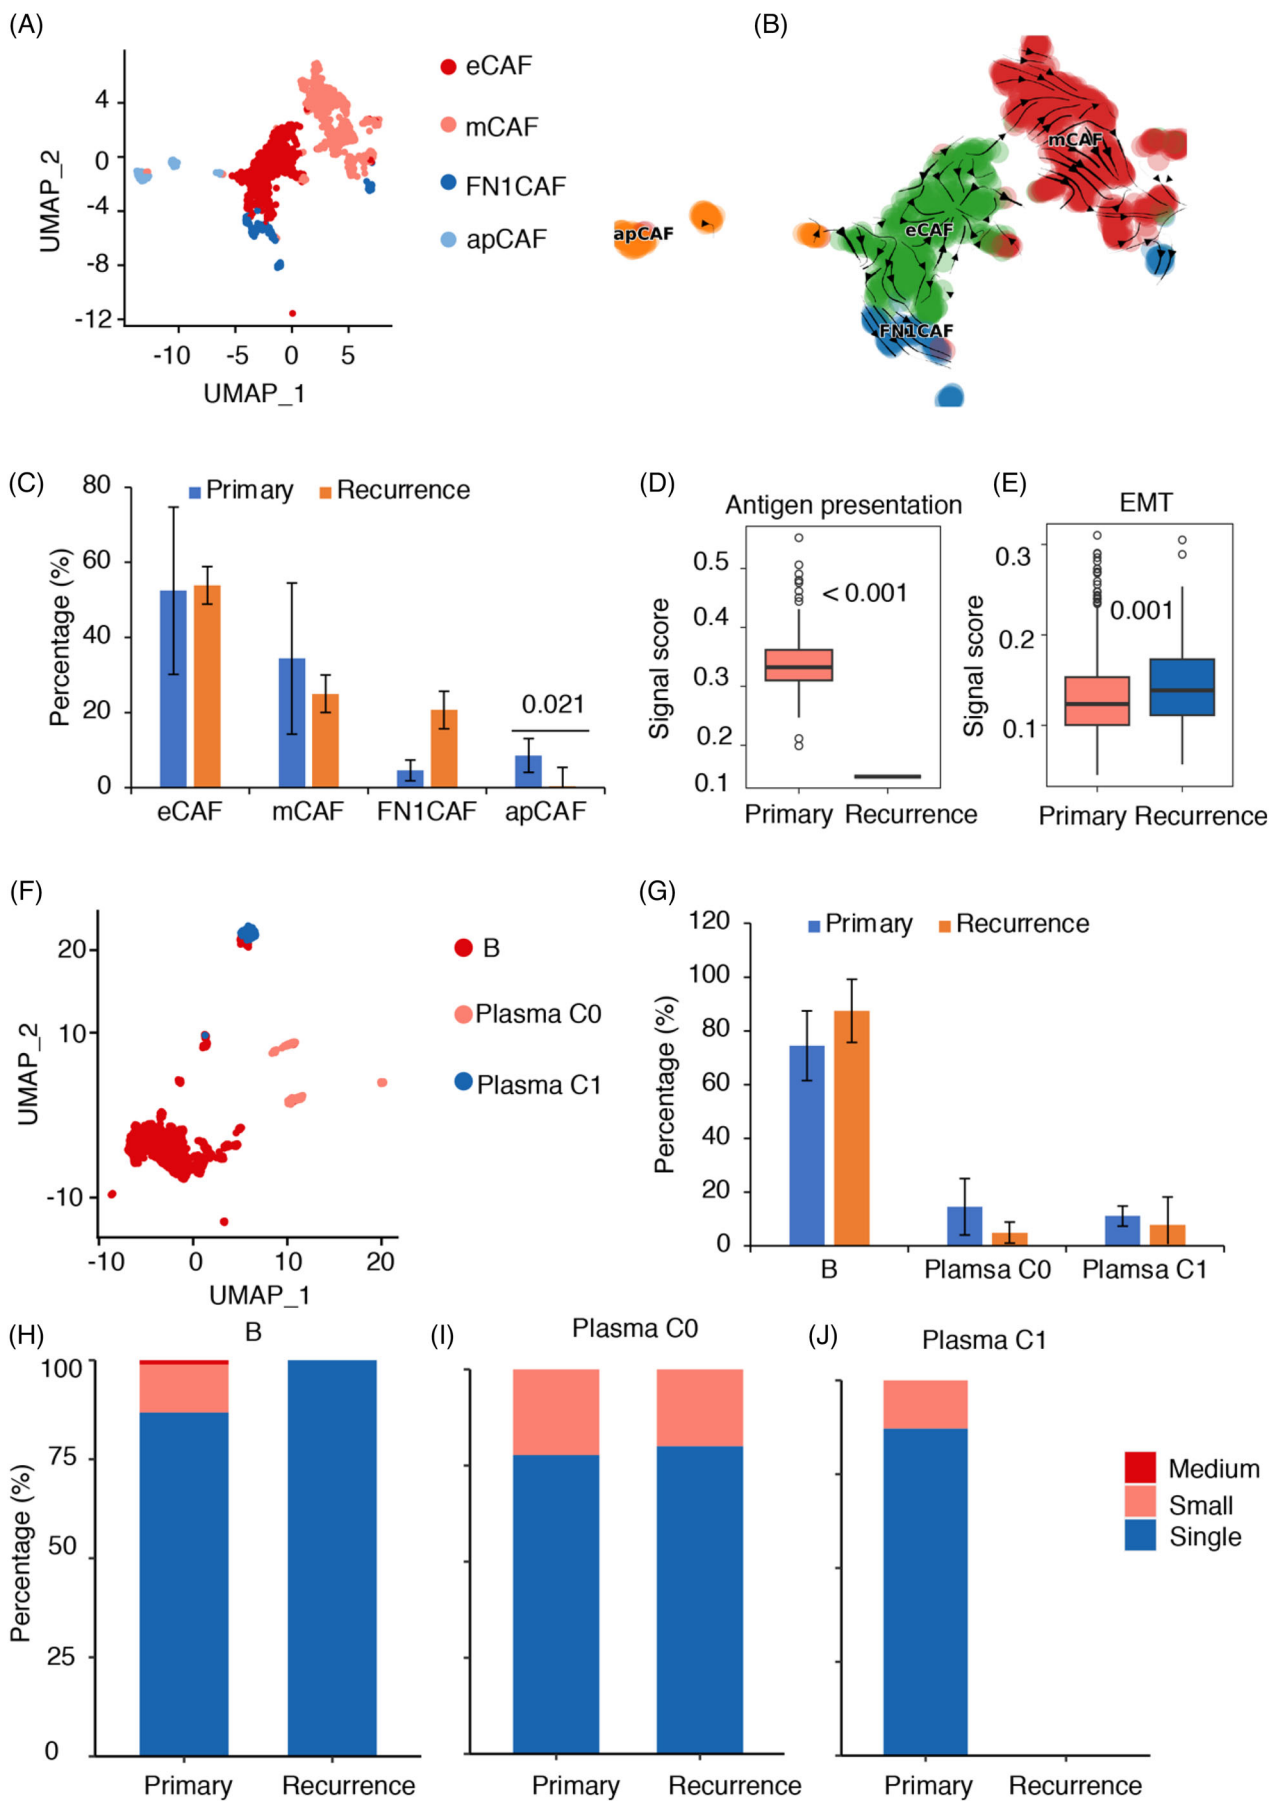 (A)
4
0
-4
-8
-12
UMAP_2
-10 -5 0 5
UMAP_1
eCAF
mCAF
FN1CAF
apCAF
(B)
mCAF
eCAF
apCAF
FN1CAF
(C)
80
60
40
20
0
Percentage (%)
Primary Recurrence
0.021
eCAF mCAF FN1CAF apCAF
(D)
Antigen presentation
0.5
0.4
0.3
0.2
0.1
Signal score
< 0.001
Primary Recurrence
(E)
EMT
0.3
0.2
0.1
Signal score
0.001
Primary Recurrence
(F)
20
10
-10
UMAP_2
-10 0 10 20
UMAP_1
B
Plasma C0
Plasma C1
(G)
120
100
80
60
40
20
0
Percentage (%)
Primary Recurrence
B Plamsa C0 Plamsa C1
(H)
B
100
75
50
25
0
Percentage (%)
Primary Recurrence
(I)
Plasma C0
Primary Recurrence
(J)
Plasma C1
Primary Recurrence
Medium
Small
Single